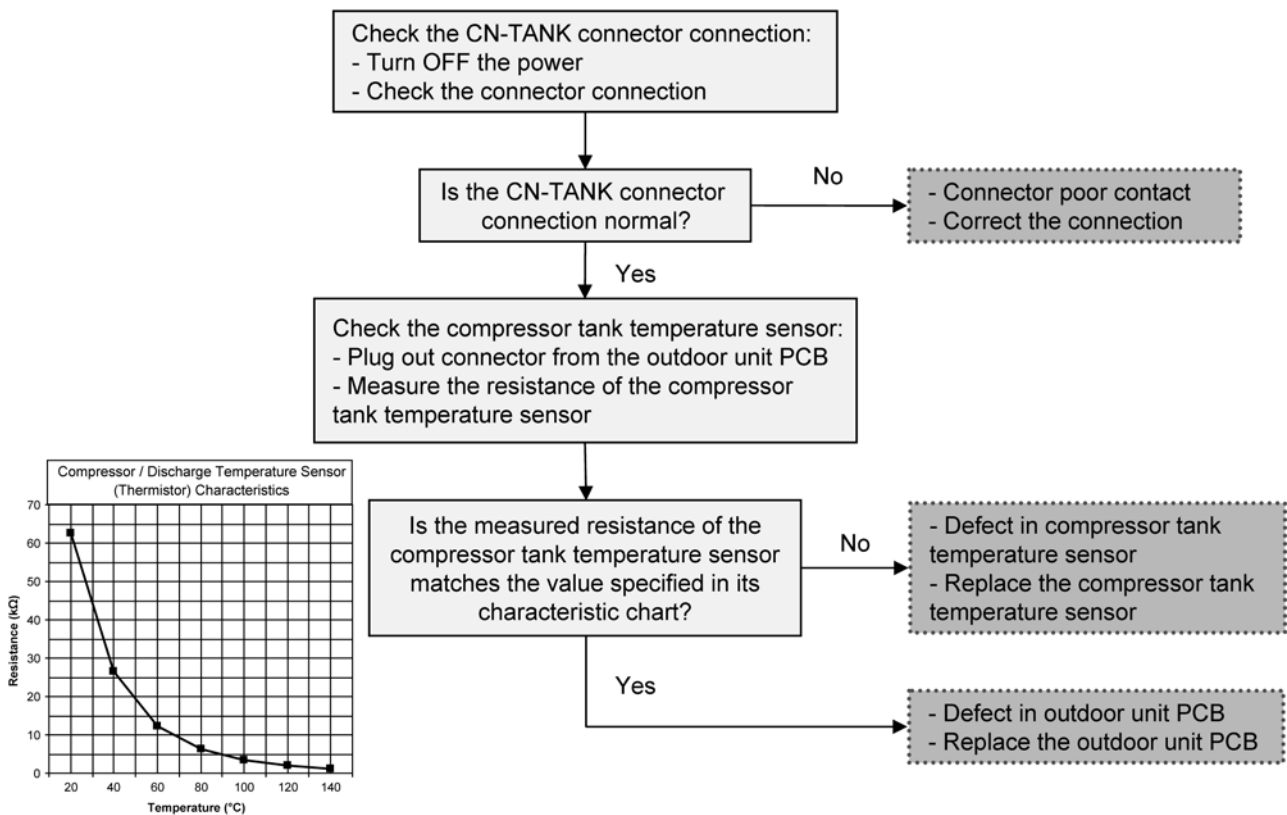 Check the CN-TANK connector connection:
- Turn OFF the power
- Check the connector connection
Is the CN-TANK connector
connection normal?
No
- Connector poor contact
- Correct the connection
Yes
Check the compressor tank temperature sensor:
- Plug out connector from the outdoor unit PCB
- Measure the resistance of the compressor
tank temperature sensor
Compressor / Discharge Temperature Sensor
(Thermistor) Characteristics
70
60
50
40
30
20
10
0
Resistance (kΩ)
20 40 60 80 100 120 140
Temperature (°C)
Is the measured resistance of the
compressor tank temperature sensor
matches the value specified in its
characteristic chart?
No
- Defect in compressor tank
temperature sensor
- Replace the compressor tank
temperature sensor
Yes
- Defect in outdoor unit PCB
- Replace the outdoor unit PCB